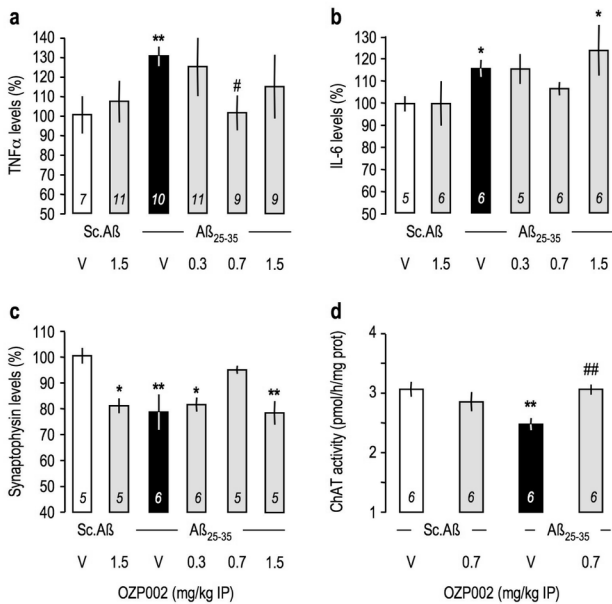 a
TNFα levels (%)
140
130
120
110
100
90
80
70
60
50
**
#
7 11 10 11 9 9
Sc.Aß Aß25-35
V 1.5 V 0.3 0.7 1.5
b
IL-6 levels (%)
130
120
110
100
90
80
70
60
50
*
*
5 6 6 5 6 6
Sc.Aß Aß25-35
V 1.5 V 0.3 0.7 1.5
c
Synaptophysin levels (%)
110
100
90
80
70
60
50
40
* ** * **
5 5 6 6 5 5
Sc.Aß Aß25-35
V 1.5 V 0.3 0.7 1.5
OZP002 (mg/kg IP)
d
ChAT activity (pmol/h/mg prot)
4
3
2
1
**
##
6 6 6 6
Sc.Aß Aß25-35
V 0.7 V 0.7
OZP002 (mg/kg IP)